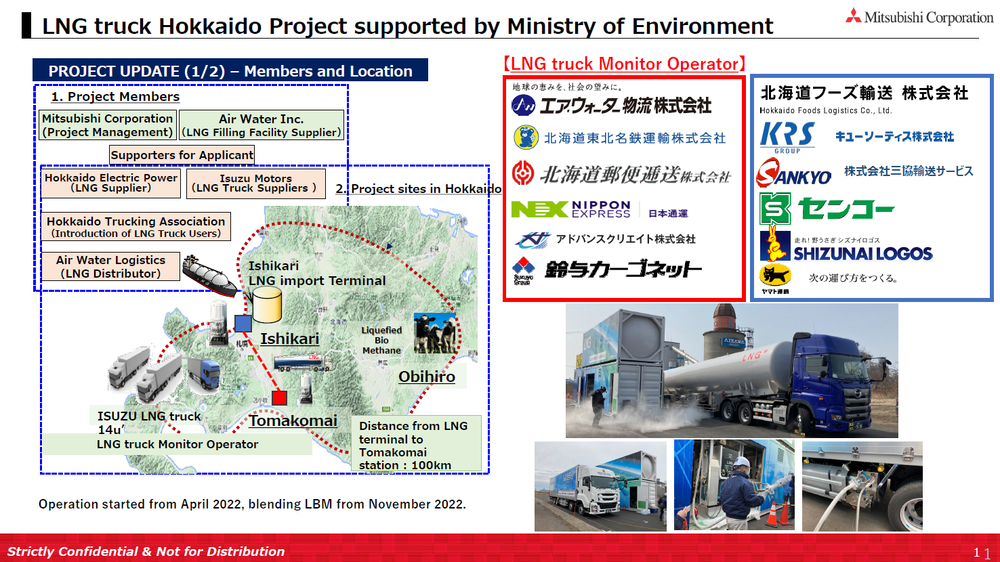 LNG truck Hokkaido Project supported by Ministry of Environment
Mitsubishi Corporation
PROJECT UPDATE (1/2) – Members and Location
1. Project Members
Mitsubishi Corporation
(Project Management)
Air Water Inc.
(LNG Filling Facility Supplier)
Supporters for Applicant
Hokkaido Electric Power
(LNG Supplier)
Isuzu Motors
(LNG Truck Suppliers )
2. Project sites in Hokkaido
Hokkaido Trucking Association
(Introduction of LNG Truck Users)
Air Water Logistics
(LNG Distributor)
Ishikari
LNG import Terminal
Ishikari
札幌
北海道
Liquefied
Bio
Methane
LNG
Obihiro
苫小牧
Tomakomai
ISUZU LNG truck
14u’
LNG truck Monitor Operator
Distance from LNG
terminal to
Tomakomai
station : 100km
Operation started from April 2022, blending LBM from November 2022.
【LNG truck Monitor Operator】
地球の恵みを、社会の望みに。
エア・ウォーター物流株式会社
北海道東北名鉄運輸株式会社
北海道郵便逓送株式会社
NEX NIPPON EXPRESS 日本通運
アドバンスクリエイト株式会社
Suzuyo Group
鈴与カーゴネット
北海道フーズ輸送 株式会社
Hokkaido Foods Logistics Co., Ltd.
KRS
GROUP
キユーソーティス株式会社
SANKYO 株式会社三協輸送サービス
センコー
走れ! 野うさぎ シズナイロゴス
SHIZUNAI LOGOS
次の運び方をつくる。
ヤマト運輸
AIZAWA
LNG
Strictly Confidential & Not for Distribution
1
1